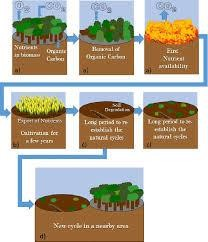 O2
CO2
CO2
CO2
Nutrients
in biomass
Organic
Carbon
a)
Removal of
Organic Carbon
a)
Fire
Nutrient
availability
a)
Export of Nutrients
Cultivation for
a few years
b)
Soil
Degradation
Long period to re-
establish the
natural cycles
c)
Long period to re-
establish the
natural cycles
c)
New cycle in a nearby area
d)